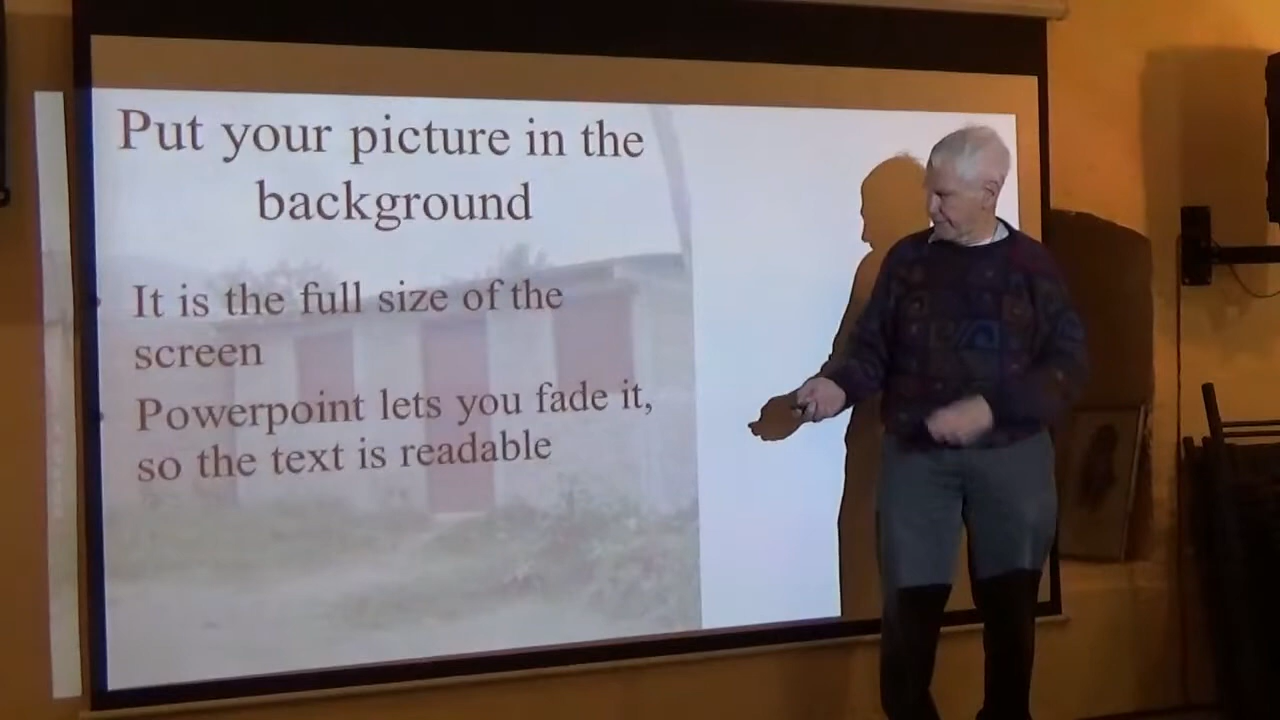 Put your picture in the
background
It is the full size of the
screen
Powerpoint lets you fade it,
so the text is readable